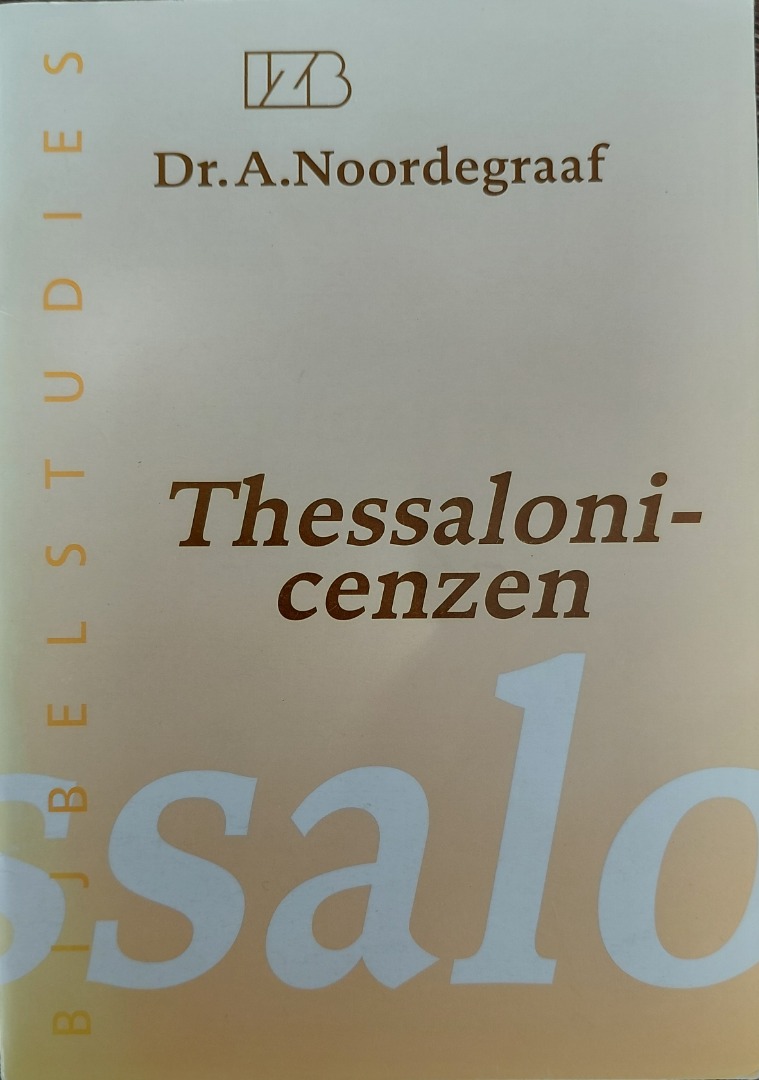 IZB
Dr. A. Noordegraaf
Thessaloni-
cenzen
ssalo
BIJBELSTUDIES